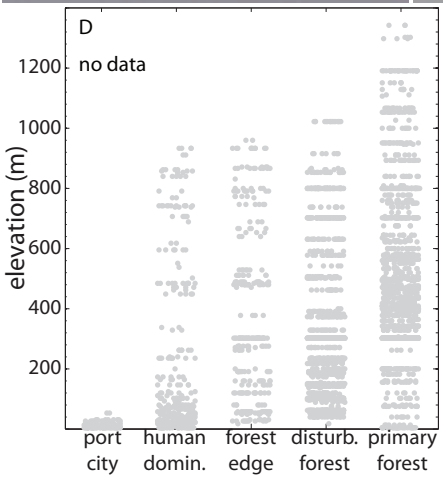 D
no data
elevation (m)
1200
1000
800
600
400
200
port human forest disturb. primary
city domin. edge forest forest